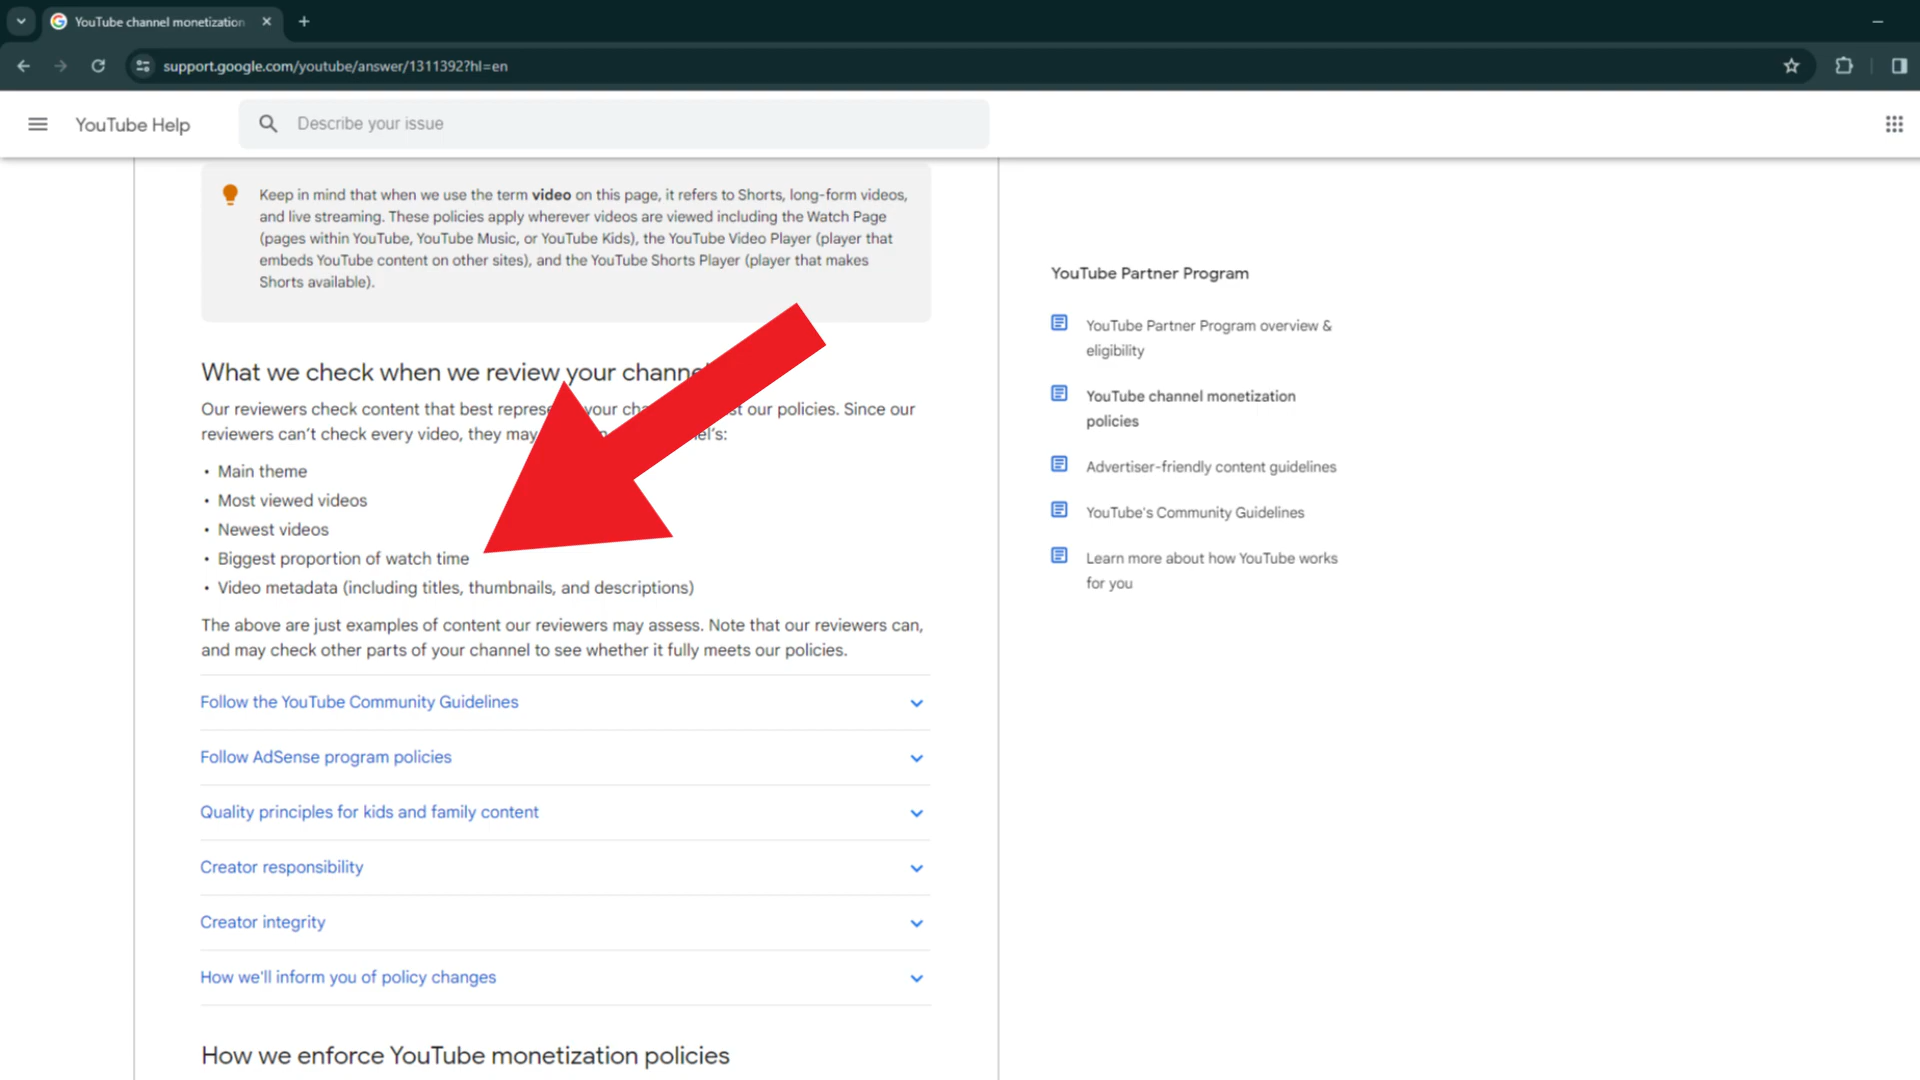 YouTube channel monetization
support.google.com/youtube/answer/1311392?hl=en
YouTube Help
Describe your issue
Keep in mind that when we use the term video on this page, it refers to Shorts, long-form videos,
and live streaming. These policies apply wherever videos are viewed including the Watch Page
(pages within YouTube, YouTube Music, or YouTube Kids), the YouTube Video Player (player that
embeds YouTube content on other sites), and the YouTube Shorts Player (player that makes
Shorts available).
What we check when we review your channel
Our reviewers check content that best your our policies. Since our
reviewers can't check every video, they may
Main theme
Most viewed videos
Newest videos
Biggest proportion of watch time
Video metadata (including titles, thumbnails, and descriptions)
The above are just examples of content our reviewers may assess. Note that our reviewers can,
and may check other parts of your channel to see whether it fully meets our policies.
Follow the YouTube Community Guidelines
Follow AdSense program policies
Quality principles for kids and family content
Creator responsibility
Creator integrity
How we'll inform you of policy changes
How we enforce YouTube monetization policies
YouTube Partner Program
YouTube Partner Program overview &
eligibility
YouTube channel monetization
policies
Advertiser-friendly content guidelines
YouTube's Community Guidelines
Learn more about how YouTube works
for you